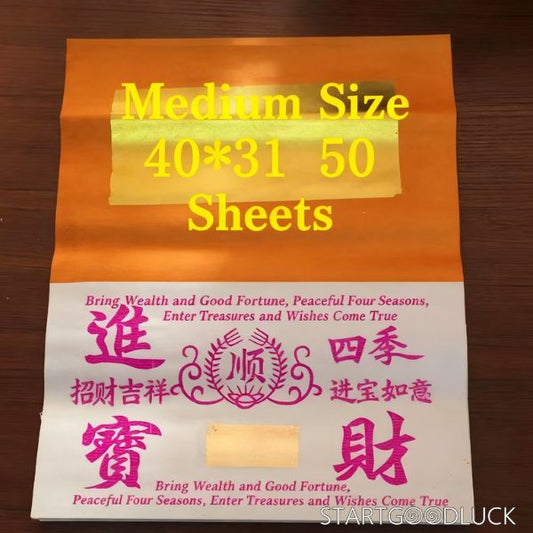 Medium Size
40*31 50
Sheets
Bring Wealth and Good Fortune, Peaceful Four Seasons,
Enter Treasures and Wishes Come True
進
四季
顺
招财吉祥
进宝如意
寶
財
Bring Wealth and Good Fortune,
Peaceful Four Seasons, Enter Treasures and Wishes Come True
STARTGOODLUCK